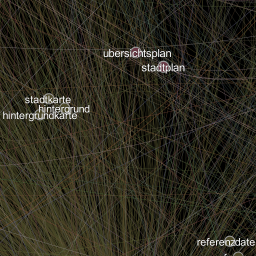 ubersichtsplan
stadtplan
stadtkarte
hintergrund
hintergrundkarte
referenzdate